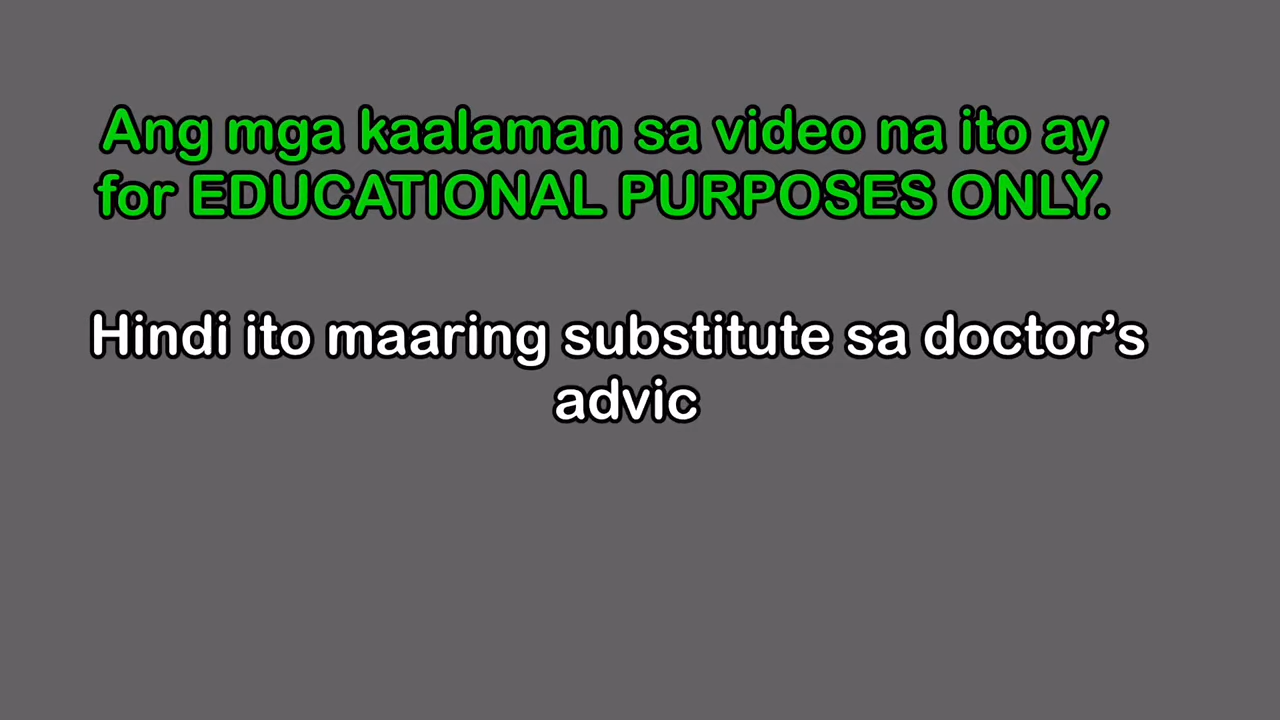 Ang mga kaalaman sa video na ito ay
for EDUCATIONAL PURPOSES ONLY.
Hindi ito maaring substitute sa doctor’s
advic